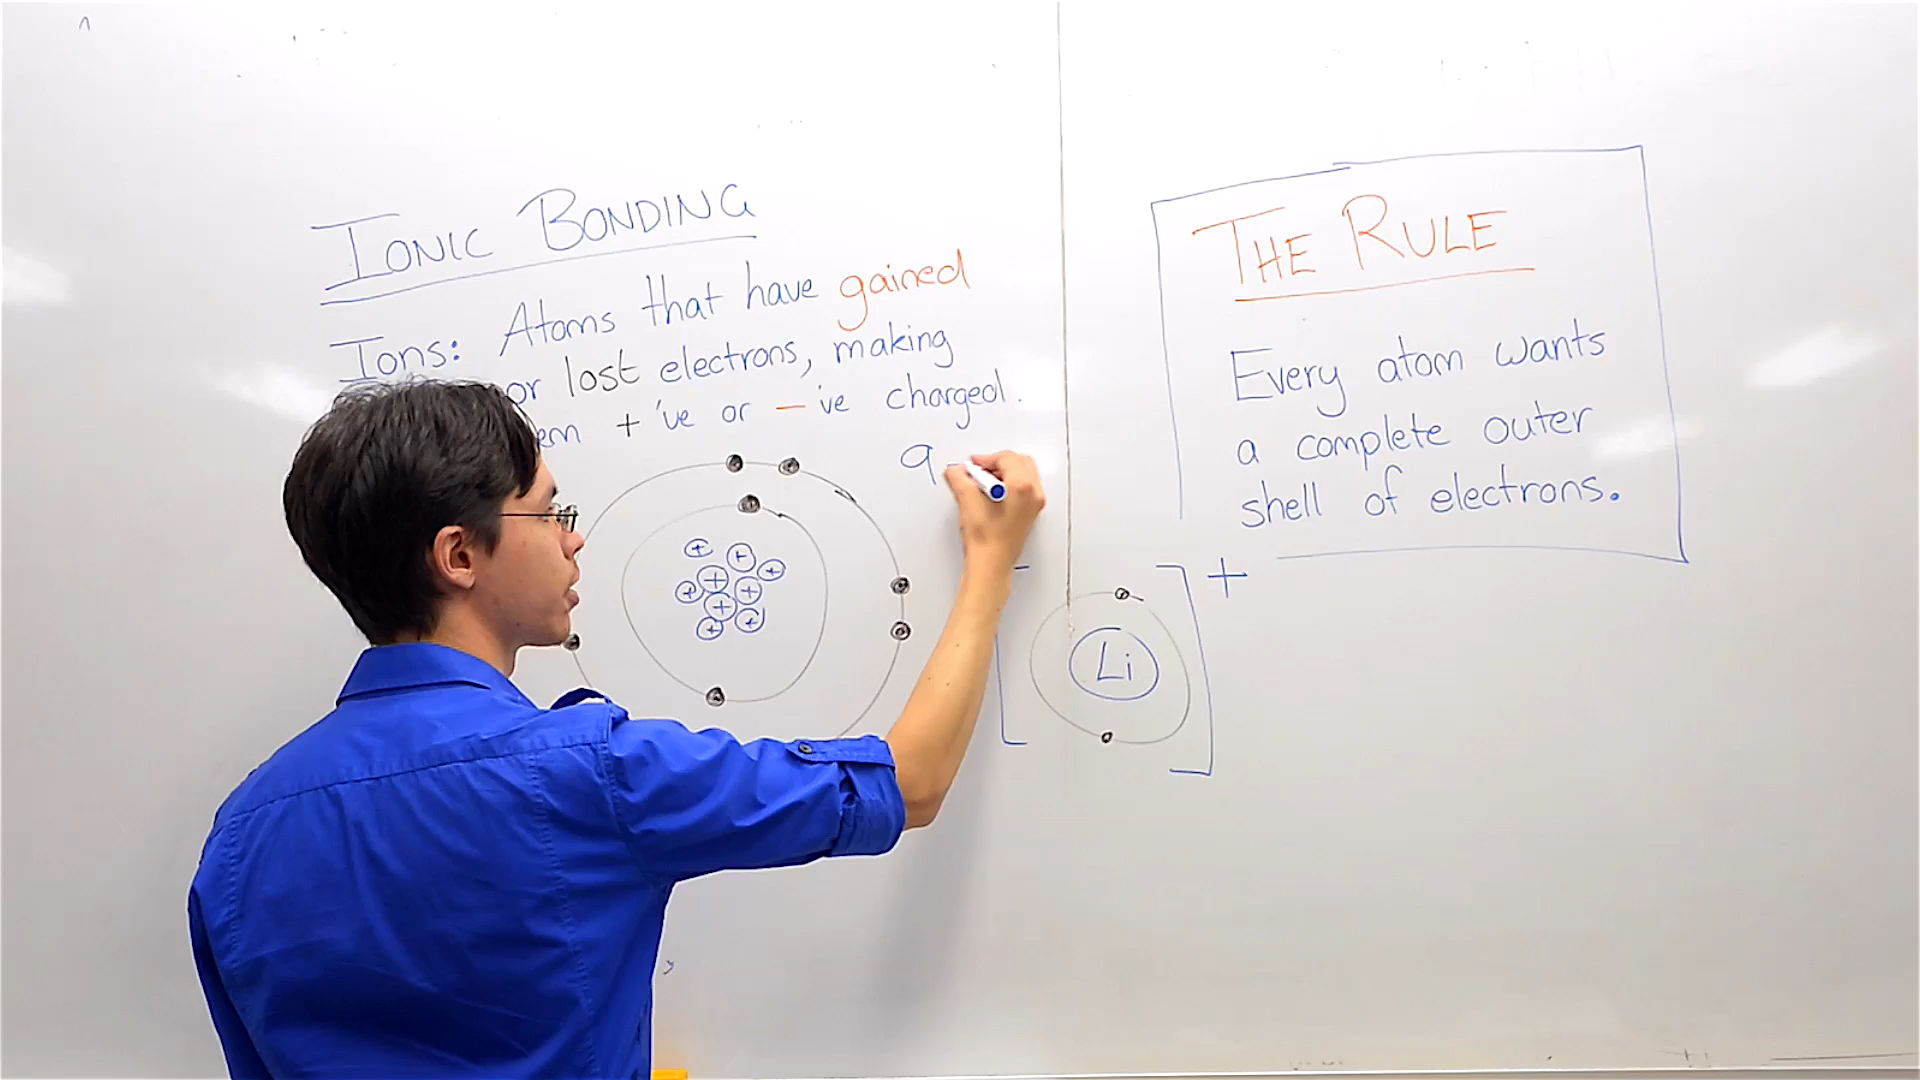 IONIC BONDING
Ions: Atoms that have gained
or lost electrons, making
+'ve or -'ve charged.
9
+ + + + + + + + +
Li
+
THE RULE
Every atom wants
a complete outer
shell of electrons.